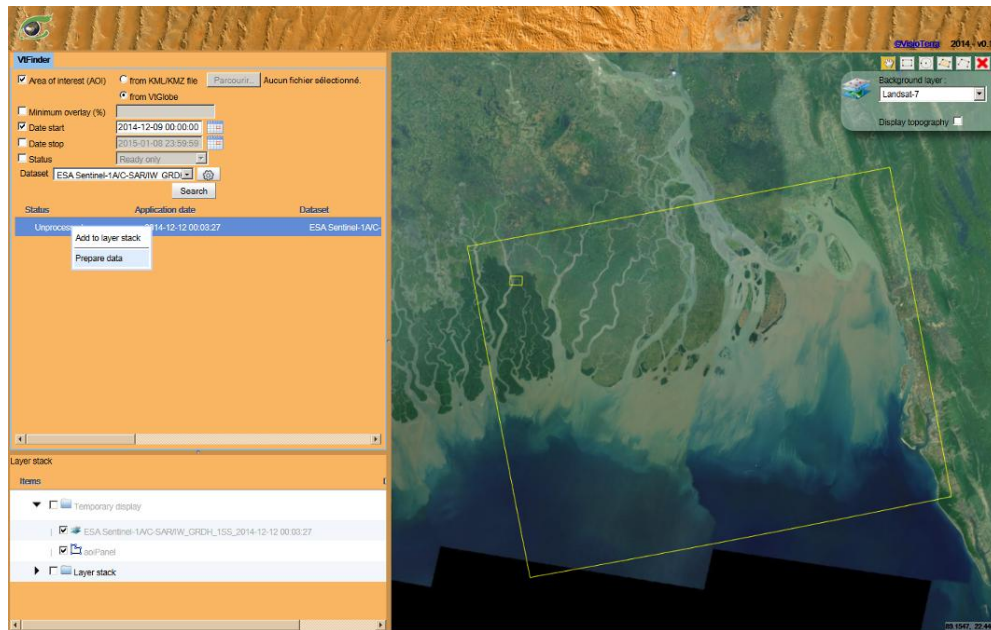 ©VisioTerra 2014 - v0.
VtFinder
Area of interest (AOI) from KML/KMZ file Parcourir... Aucun fichier sélectionné.
from VtGlobe
Minimum overlay (%)
Date start 2014-12-09 00:00:00
Date stop 2015-01-08 23:59:59
Status Ready only
Dataset ESA Sentinel-1A/C-SAR/IW_GRD
Search
Status Application date Dataset
2014-12-12 00:03:27 ESA Sentinel-1A/C-
Add to layer stack
Prepare data
Background layer :
Landsat-7
Display topography
Layer stack
Items
Temporary display
ESA Sentinel-1A/C-SAR/IW_GRDH_1SS_2014-12-12 00:03:27
aoiPanel
Layer stack